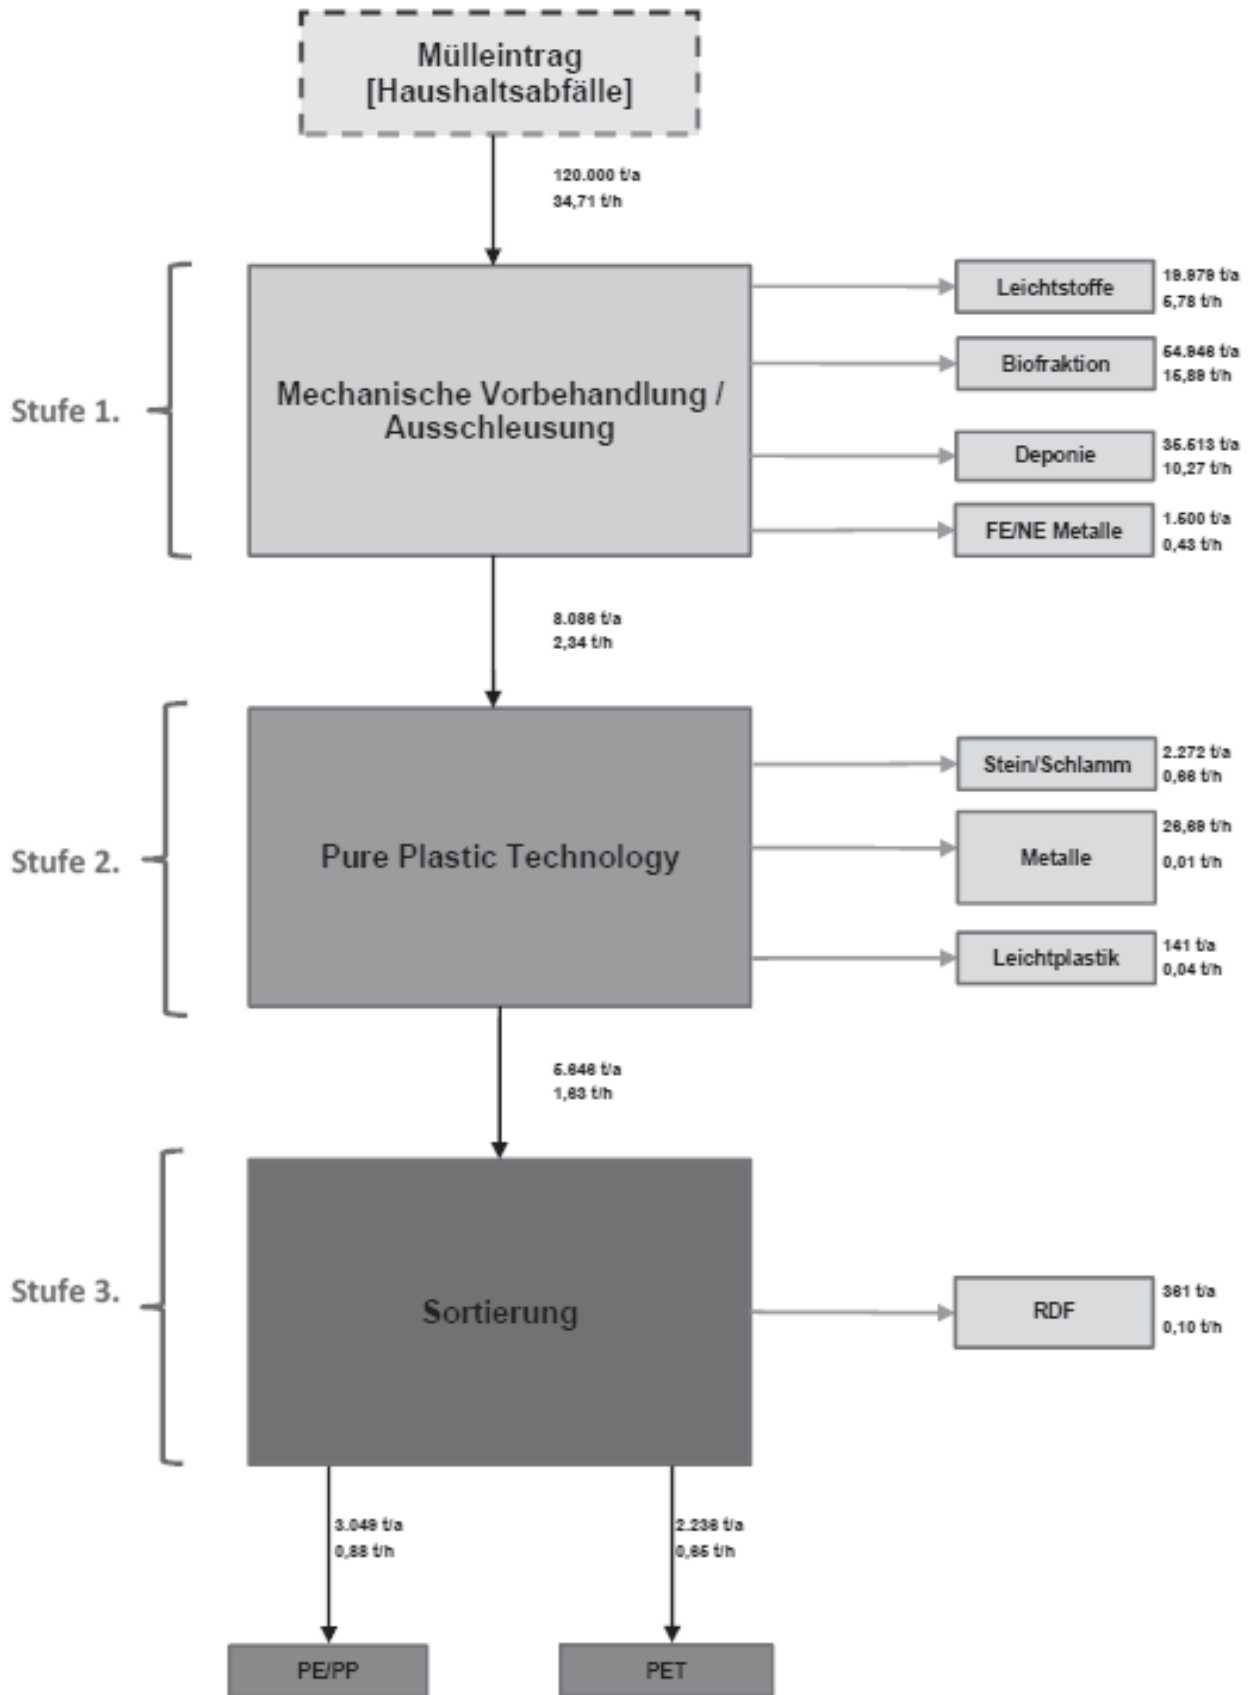 Mülleintrag
[Haushaltsabfälle]
120.000 t/a
34,71 t/h
Stufe 1.
Mechanische Vorbehandlung /
Ausschleusung
Leichtstoffe
19.979 t/a
5,78 t/h
Biofraktion
54.946 t/a
15,89 t/h
Deponie
35.513 t/a
10,27 t/h
FE/NE Metalle
1.500 t/a
0,43 t/h
8.086 t/a
2,34 t/h
Stufe 2.
Pure Plastic Technology
Stein/Schlamm
2.272 t/a
0,66 t/h
Metalle
26,69 t/h
0,01 t/h
Leichtplastik
141 t/a
0,04 t/h
5.646 t/a
1,63 t/h
Stufe 3.
Sortierung
RDF
361 t/a
0,10 t/h
3.049 t/a
0,88 t/h
2.236 t/a
0,65 t/h
PE/PP
PET